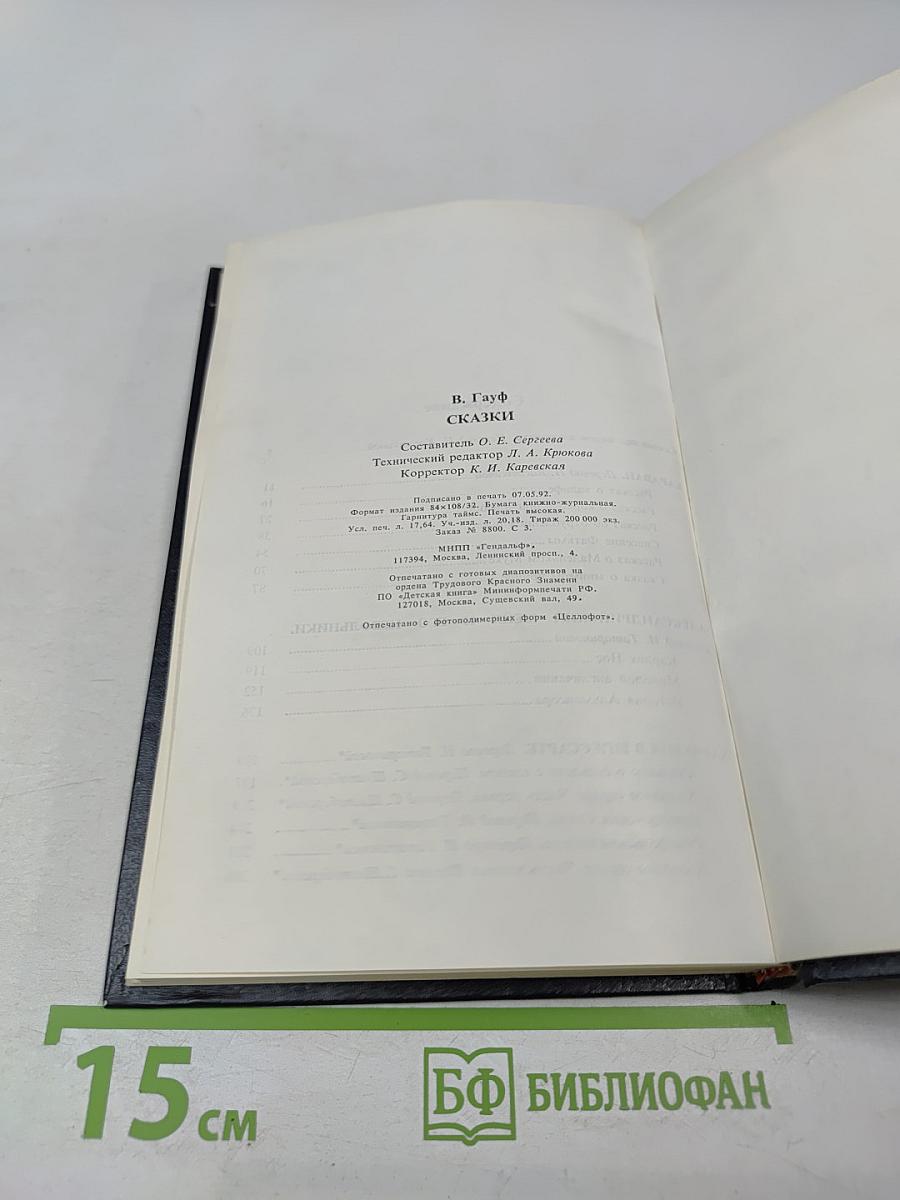 В. Гауф
СКАЗКИ
Составитель О. Е. Сергеева
Технический редактор Л. А. Крюкова
Корректор К. И. Каревская
Подписано в печать 07.05.92.
Формат издания 84×108/32. Бумага книжно-журнальная.
Гарнитура таймс. Печать высокая.
Усл. печ. л. 17,64. Уч.-изд. л. 20,18. Тираж 200 000 экз.
Заказ № 8800. С 3.
МНПП «Гендальф».
117394, Москва, Ленинский просп., 4.
Отпечатано с готовых диапозитивов на
ордена Трудового Красного Знамени
ПО «Детская книга» Мининформпечати РФ.
127018, Москва, Сущевский вал, 49.
Отпечатано с фотополимерных форм «Целлофот».
15 см
БФ БИБЛИОФАН